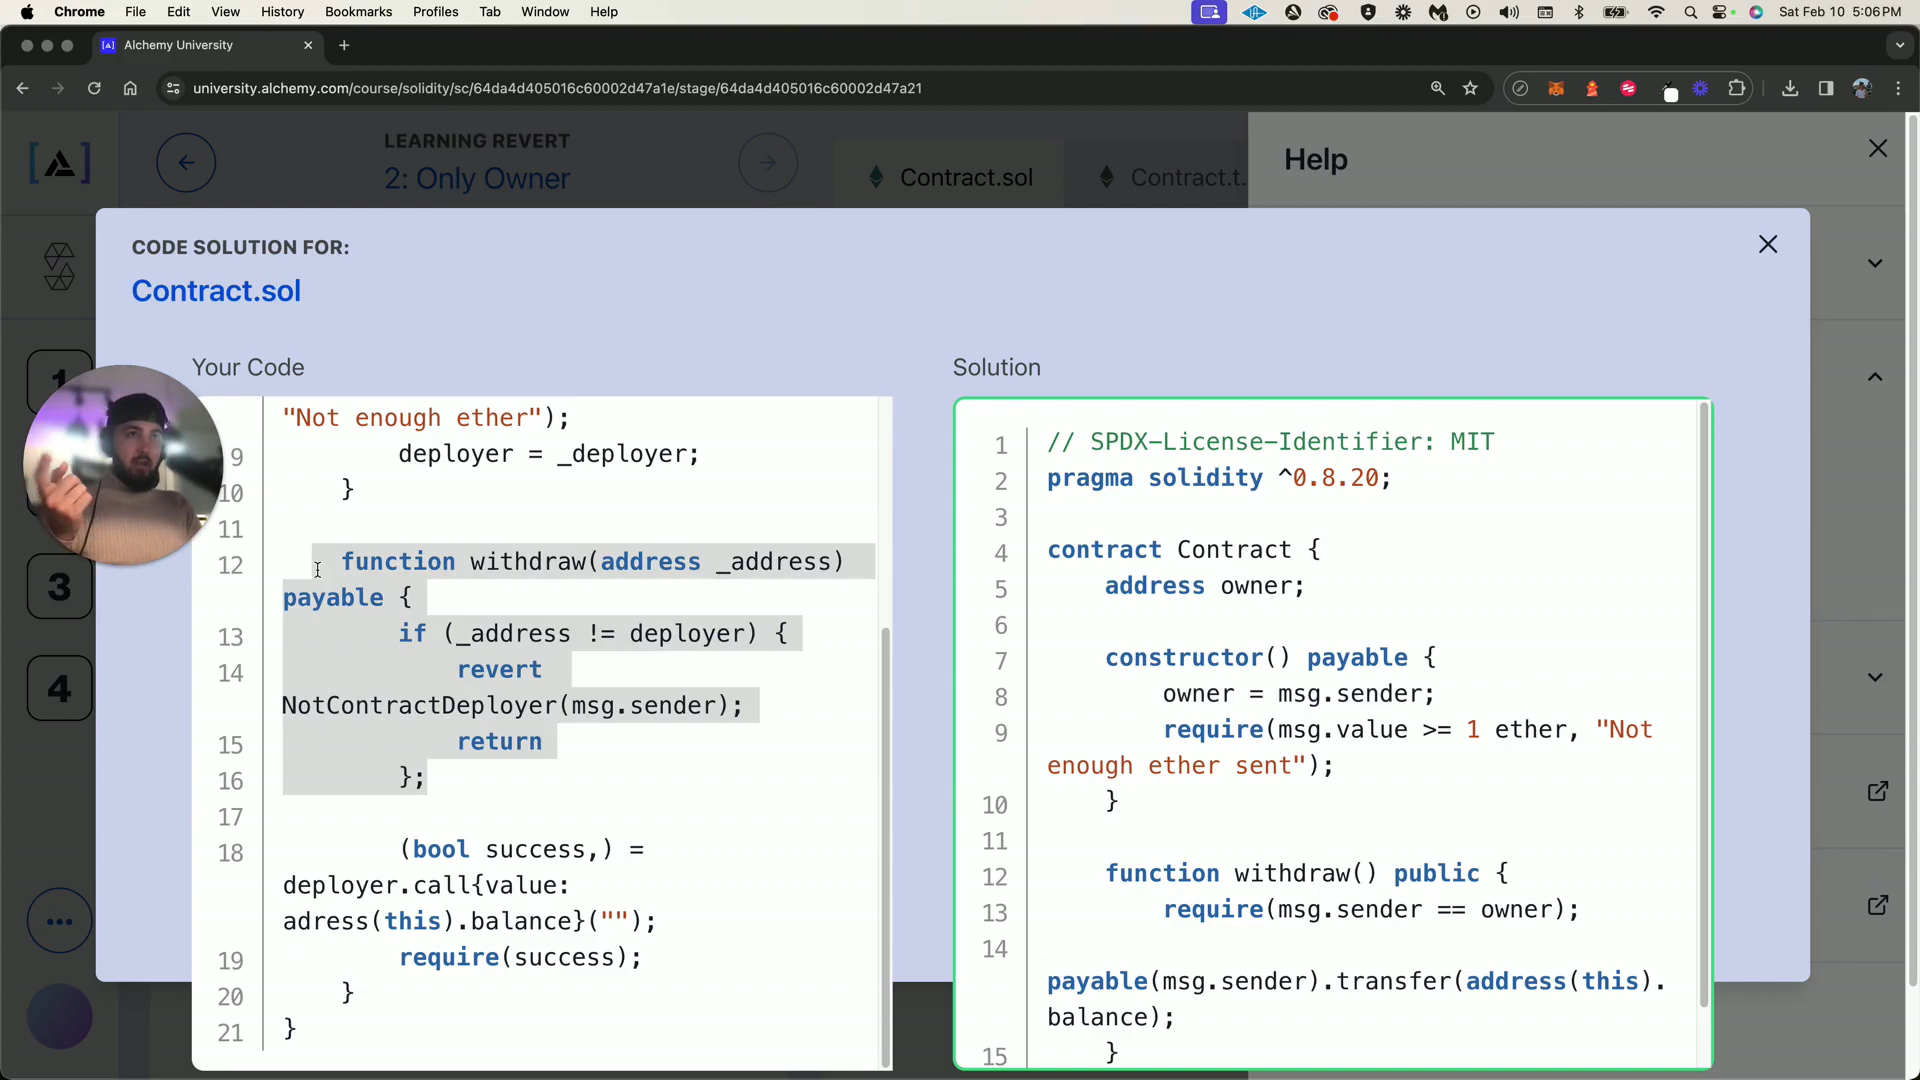 Chrome File Edit View History Bookmarks Profiles Tab Window Help Sat Feb 10 5:06 PM
Alchemy University
university.alchemy.com/course/solidity/sc/64da4d405016c60002d47a1e/stage/64da4d405016c60002d47a21
LEARNING REVERT
2: Only Owner
Contract.sol
Contract.t.
Help
CODE SOLUTION FOR:
Contract.sol
Your Code
"Not enough ether");
9 deployer = _deployer;
10 }
11
12 function withdraw(address _address)
payable {
13 if (_address != deployer) {
14 revert
NotContractDeployer(msg.sender);
15 return
16 };
17
18 (bool success,) =
deployer.call{value:
adress(this).balance}("");
19 require(success);
20 }
21 }
Solution
1 // SPDX-License-Identifier: MIT
2 pragma solidity ^0.8.20;
3
4 contract Contract {
5 address owner;
6
7 constructor() payable {
8 owner = msg.sender;
9 require(msg.value >= 1 ether, "Not
enough ether sent");
10 }
11
12 function withdraw() public {
13 require(msg.sender == owner);
14
payable(msg.sender).transfer(address(this).
balance);
15 }
1
3
4